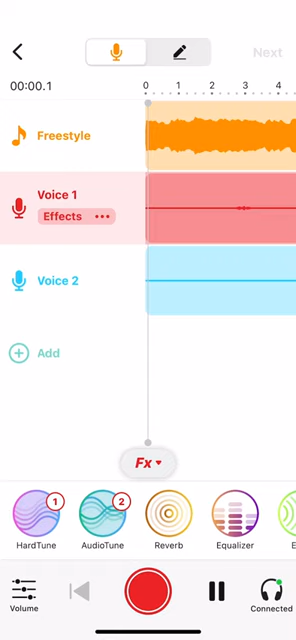 Next
00:00.1
0 1 2 3 4
Freestyle
Voice 1
Effects
Voice 2
Add
Fx
1 2
HardTune AudioTune Reverb Equalizer E
Volume Connected